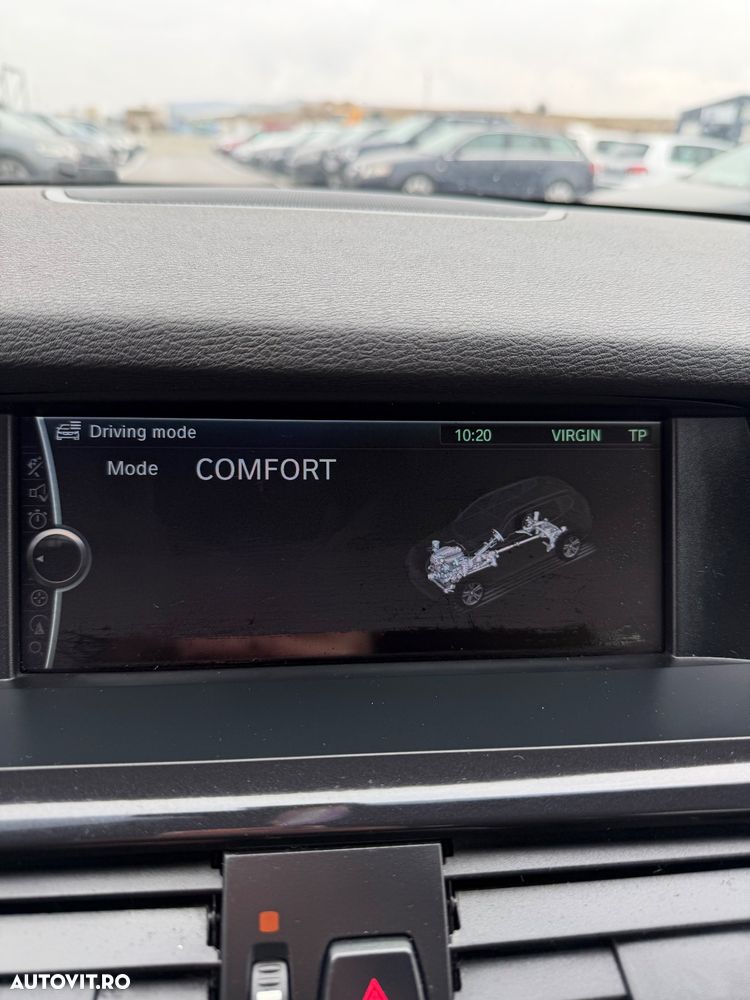 Driving mode 10:20 VIRGIN TP
Mode COMFORT
AUTOVIT.RO